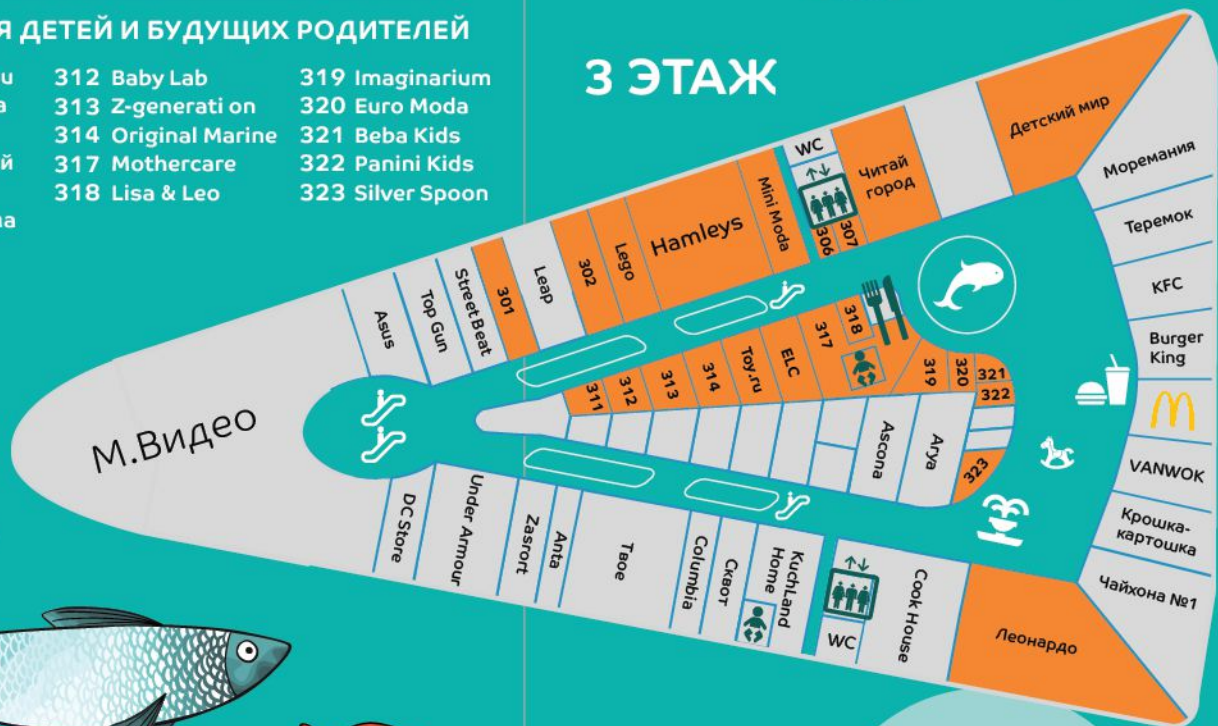 Я ДЕТЕЙ И БУДУЩИХ РОДИТЕЛЕЙ
312 Baby Lab
313 Z-generati on
314 Original Marine
317 Mothercare
318 Lisa & Leo
319 Imaginarium
320 Euro Moda
321 Beba Kids
322 Panini Kids
323 Silver Spoon
3 ЭТАЖ
М.Видео
Asus
Top Gun
Street Beat
301
Leap
302
Lego
Hamleys
Mini Moda
WC
306
307
Читай
город
Детский мир
Моремания
Теремок
KFC
Burger
King
VANWOK
Крошка-
картошка
Чайхона №1
311
312
313
314
Toy.ru
ELC
317
318
319
320
321
322
323
Ascona
Arya
DC Store
Under Armour
Zasrort
Anta
Твое
Columbia
Сквот
KuchLand
Home
WC
Cook House
Леонардо